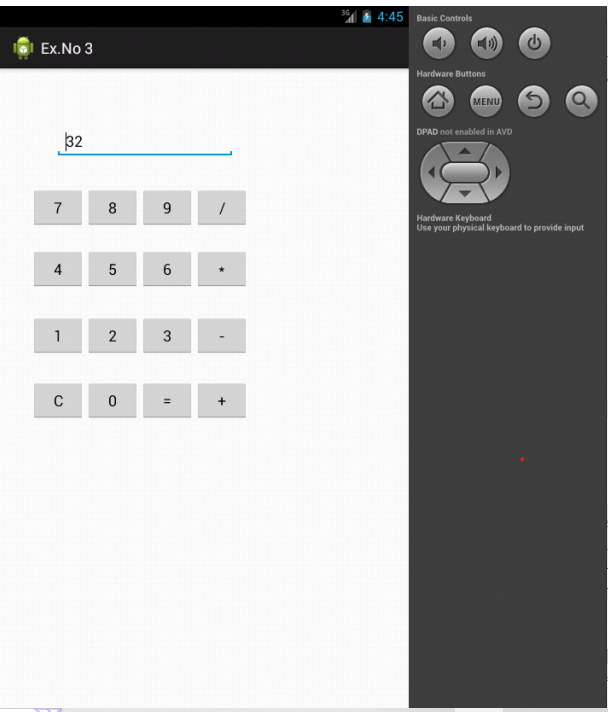 3G 4:45
Ex.No 3
32
7 8 9 /
4 5 6 *
1 2 3 -
C 0 = +
Basic Controls
Hardware Buttons
MENU
DPAD not enabled in AVD
Hardware Keyboard
Use your physical keyboard to provide input